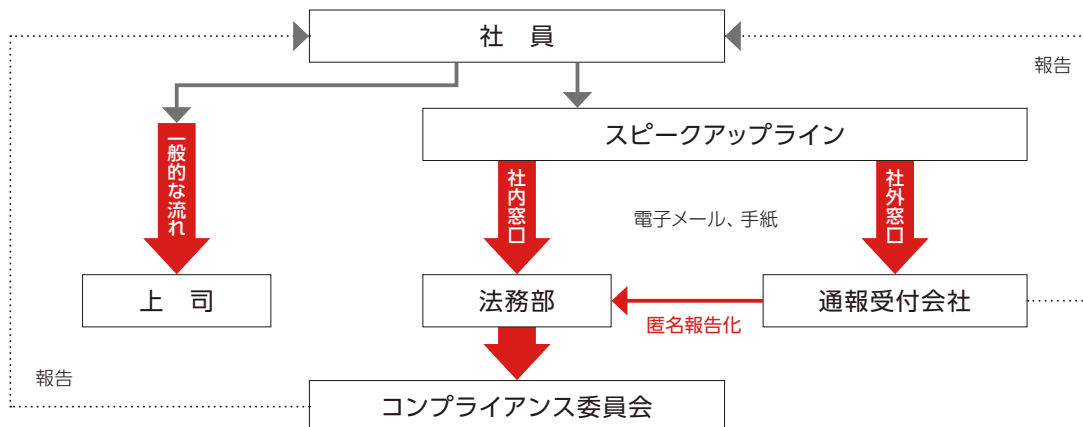 社　員
報告
スピークアップライン
一般的な流れ
社内窓口
社外窓口
電子メール、手紙
上　司
法務部
通報受付会社
匿名報告化
報告
コンプライアンス委員会